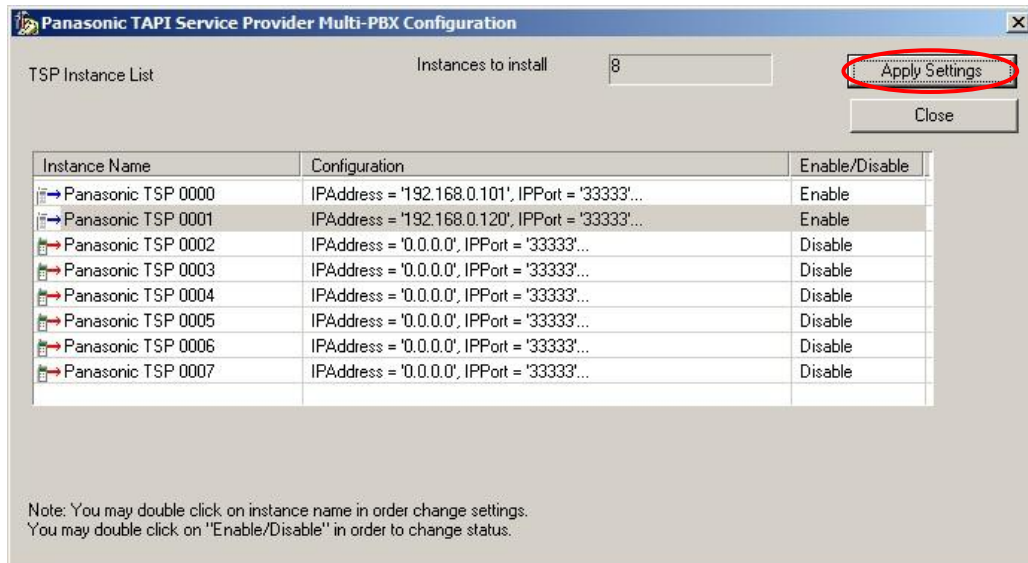 Panasonic TAPI Service Provider Multi-PBX Configuration
TSP Instance List
Instances to install 8
Apply Settings
Close
Instance Name Configuration Enable/Disable
Panasonic TSP 0000 IPAddress = '192.168.0.101', IPPort = '33333'... Enable
Panasonic TSP 0001 IPAddress = '192.168.0.120', IPPort = '33333'... Enable
Panasonic TSP 0002 IPAddress = '0.0.0.0', IPPort = '33333'... Disable
Panasonic TSP 0003 IPAddress = '0.0.0.0', IPPort = '33333'... Disable
Panasonic TSP 0004 IPAddress = '0.0.0.0', IPPort = '33333'... Disable
Panasonic TSP 0005 IPAddress = '0.0.0.0', IPPort = '33333'... Disable
Panasonic TSP 0006 IPAddress = '0.0.0.0', IPPort = '33333'... Disable
Panasonic TSP 0007 IPAddress = '0.0.0.0', IPPort = '33333'... Disable
Note: You may double click on instance name in order change settings.
You may double click on "Enable/Disable" in order to change status.